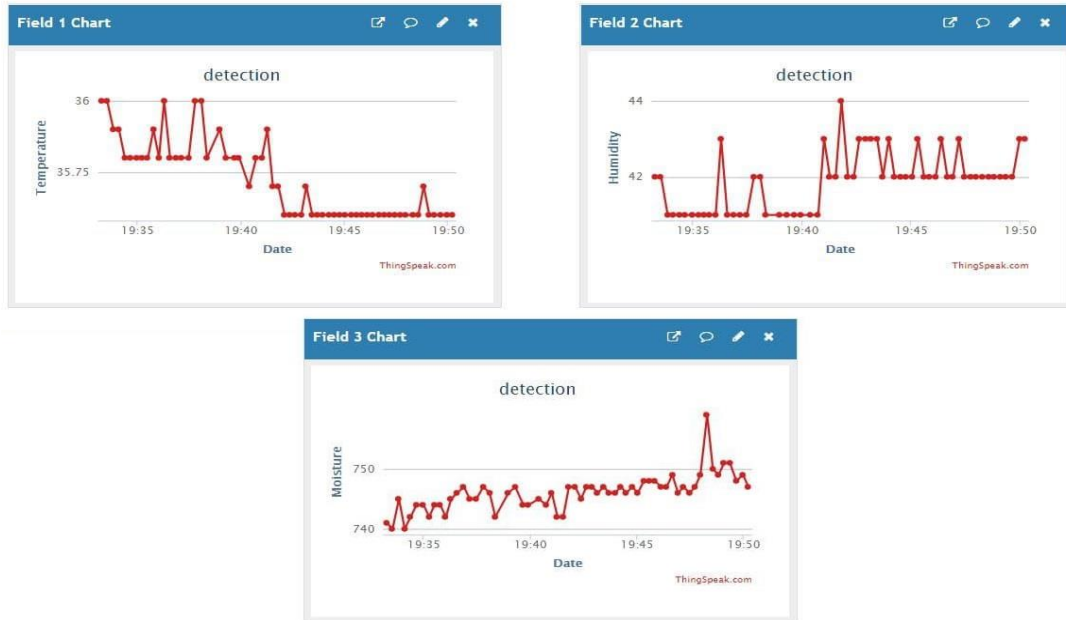 Field 1 Chart
detection
Temperature
36
35.75
19:35 19:40 19:45 19:50
Date
ThingSpeak.com
Field 2 Chart
detection
Humidity
44
42
19:35 19:40 19:45 19:50
Date
ThingSpeak.com
Field 3 Chart
detection
Moisture
750
740
19:35 19:40 19:45 19:50
Date
ThingSpeak.com